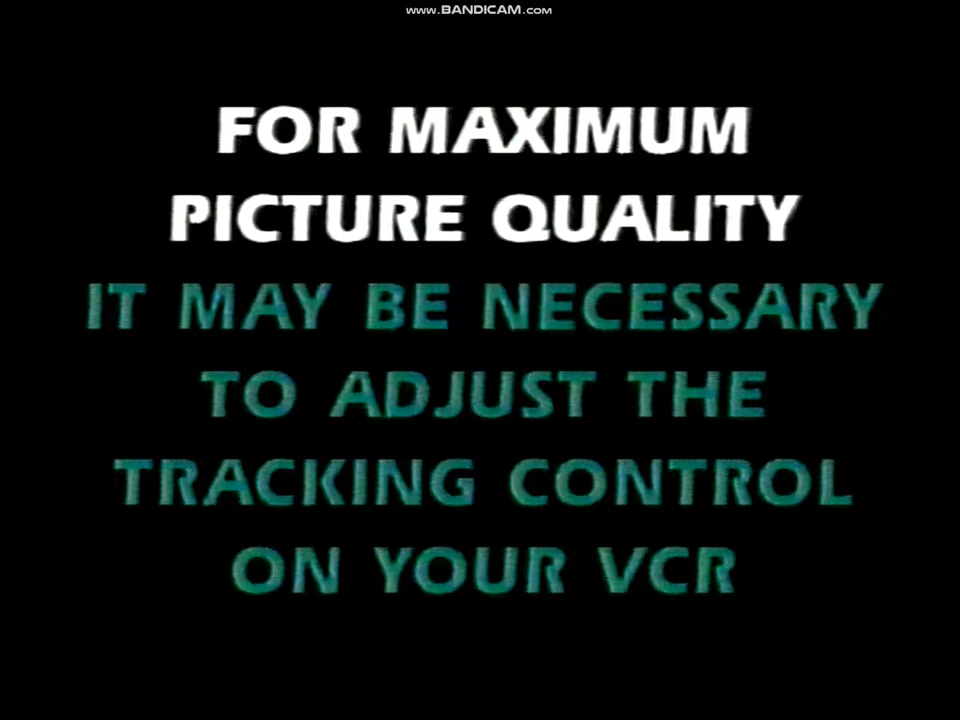 www.BANDICAM.com
FOR MAXIMUM
PICTURE QUALITY
IT MAY BE NECESSARY
TO ADJUST THE
TRACKING CONTROL
ON YOUR VCR